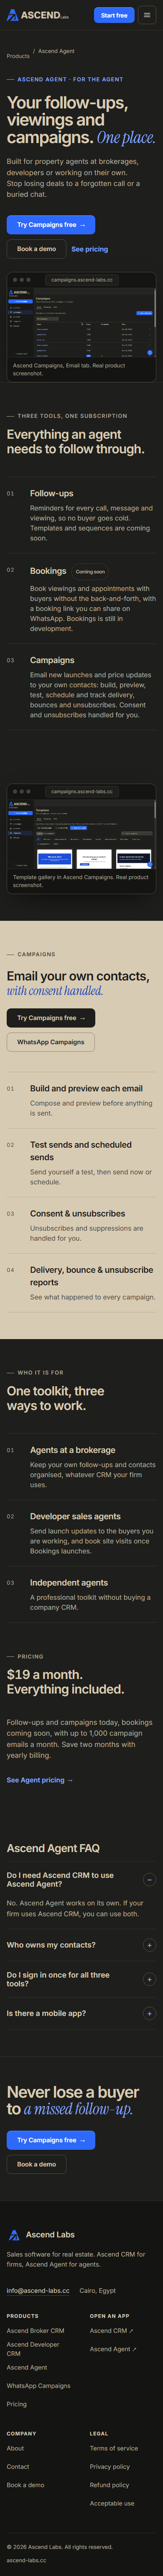 ASCEND LABS
Start free
Products / Ascend Agent
ASCEND AGENT · FOR THE AGENT
Your follow-ups,
viewings and
campaigns. One place.
Built for property agents at brokerages,
developers or working on their own.
Stop losing deals to a forgotten call or a
buried chat.
Try Campaigns free →
Book a demo
See pricing
campaigns.ascend-labs.cc
Ascend Campaigns, Email tab. Real product
screenshot.
THREE TOOLS, ONE SUBSCRIPTION
Everything an agent
needs to follow through.
01
Follow-ups
Reminders for every call, message and
viewing, so no buyer goes cold.
Templates and sequences are coming
soon.
02
Bookings Coming soon
Book viewings and appointments with
buyers without the back-and-forth, with
a booking link you can share on
WhatsApp. Bookings is still in
development.
03
Campaigns
Email new launches and price updates
to your own contacts: build, preview,
test, schedule and track delivery,
bounces and unsubscribes. Consent
and unsubscribes handled for you.
campaigns.ascend-labs.cc
Template gallery in Ascend Campaigns. Real product
screenshot.
CAMPAIGNS
Email your own contacts,
with consent handled.
Try Campaigns free →
WhatsApp Campaigns
01
Build and preview each email
Compose and preview before anything
is sent.
02
Test sends and scheduled
sends
Send yourself a test, then send now or
schedule.
03
Consent & unsubscribes
Unsubscribes and suppressions are
handled for you.
04
Delivery, bounce & unsubscribe
reports
See what happened to every campaign.
WHO IT IS FOR
One toolkit, three
ways to work.
01
Agents at a brokerage
Keep your own follow-ups and contacts
organised, whatever CRM your firm
uses.
02
Developer sales agents
Send launch updates to the buyers you
are working, and book site visits once
Bookings launches.
03
Independent agents
A professional toolkit without buying a
company CRM.
PRICING
$19 a month.
Everything included.
Follow-ups and campaigns today, bookings
coming soon, with up to 1,000 campaign
emails a month. Save two months with
yearly billing.
See Agent pricing →
Ascend Agent FAQ
Do I need Ascend CRM to use
Ascend Agent?
No. Ascend Agent works on its own. If your
firm uses Ascend CRM, you can use both.
Who owns my contacts?
Do I sign in once for all three
tools?
Is there a mobile app?
Never lose a buyer
to a missed follow-up.
Try Campaigns free →
Book a demo
Ascend Labs
Sales software for real estate. Ascend CRM for
firms, Ascend Agent for agents.
info@ascend-labs.cc
Cairo, Egypt
PRODUCTS
Ascend Broker CRM
Ascend Developer
CRM
Ascend Agent
WhatsApp Campaigns
Pricing
OPEN AN APP
Ascend CRM ↗
Ascend Agent ↗
COMPANY
About
Contact
Book a demo
LEGAL
Terms of service
Privacy policy
Refund policy
Acceptable use
© 2026 Ascend Labs. All rights reserved.
ascend-labs.cc